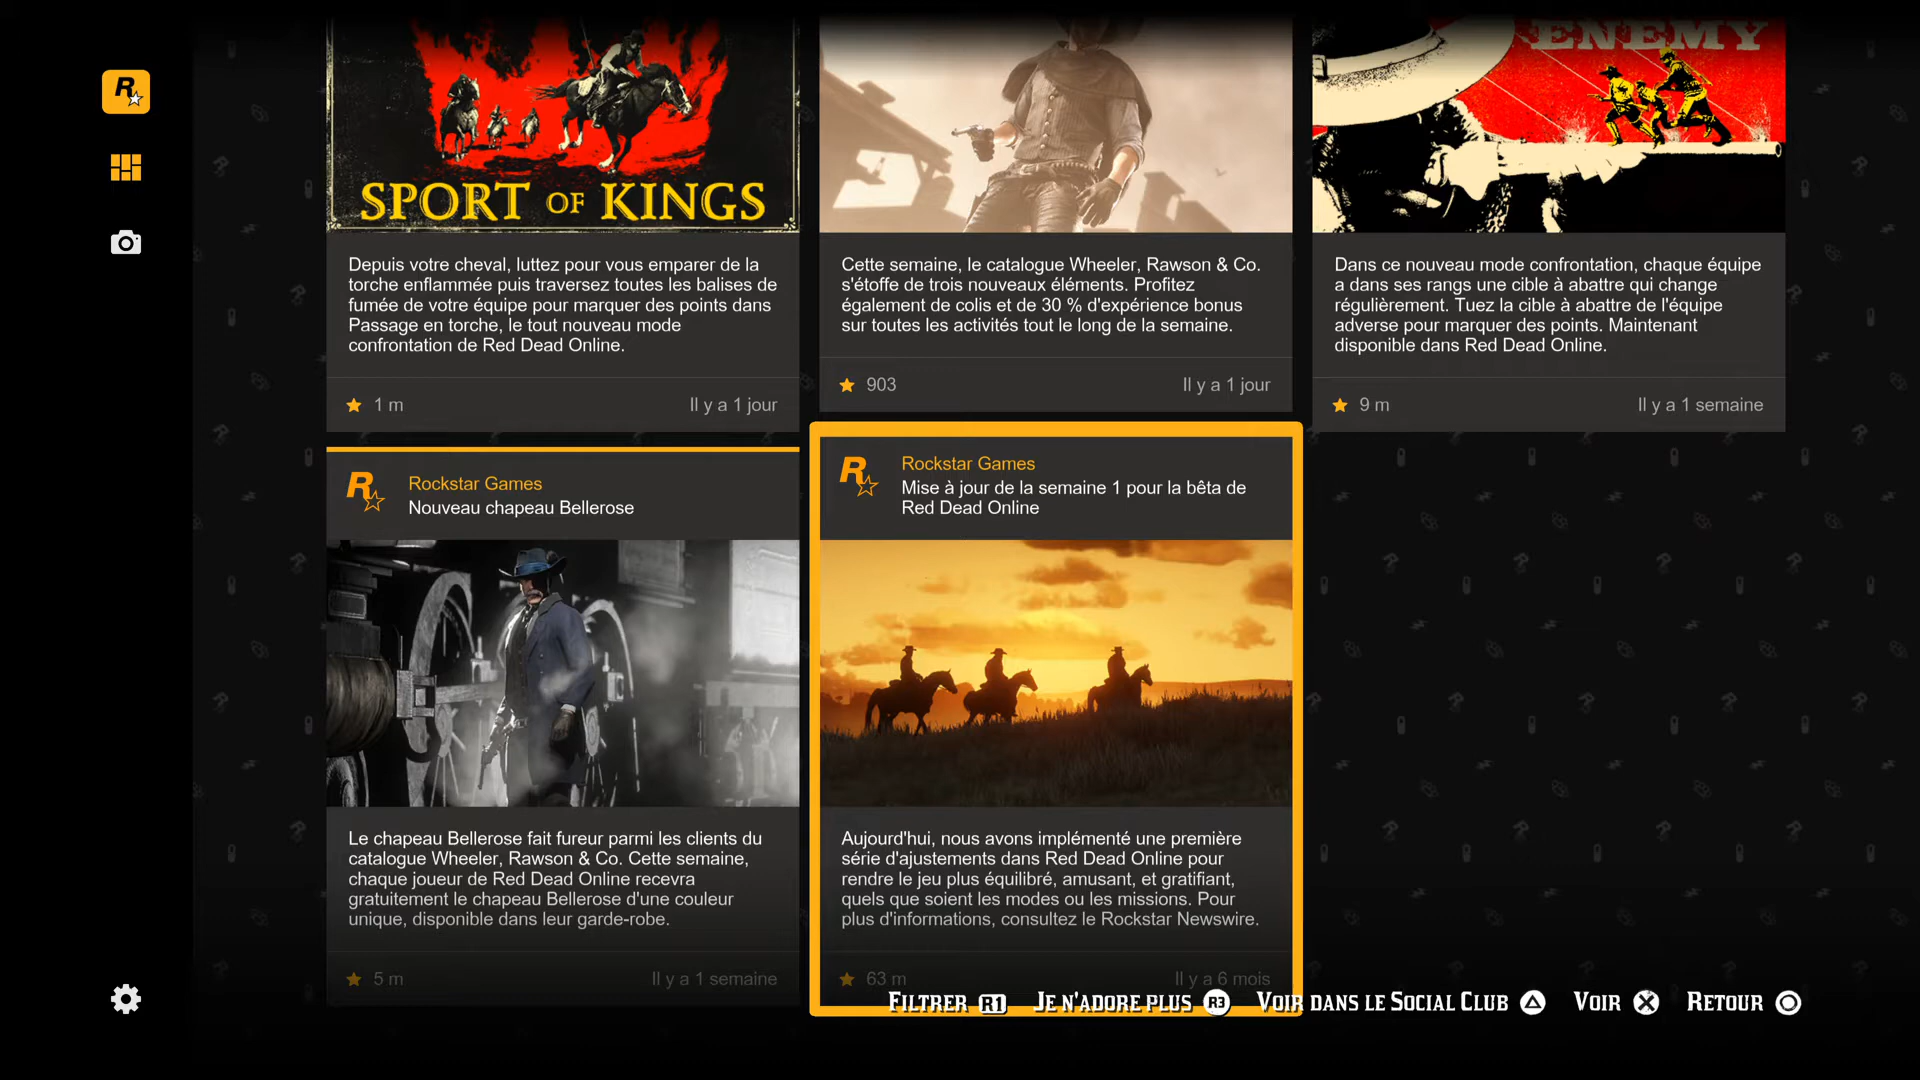 SPORT OF KINGS
Depuis votre cheval, luttez pour vous emparer de la
torche enflammée puis traversez toutes les balises de
fumée de votre équipe pour marquer des points dans
Passage en torche, le tout nouveau mode
confrontation de Red Dead Online.
1 m
Il y a 1 jour
Cette semaine, le catalogue Wheeler, Rawson & Co.
s'étoffe de trois nouveaux éléments. Profitez
également de colis et de 30 % d'expérience bonus
sur toutes les activités tout le long de la semaine.
903
Il y a 1 jour
ENEMY
Dans ce nouveau mode confrontation, chaque équipe
a dans ses rangs une cible à abattre qui change
régulièrement. Tuez la cible à abattre de l'équipe
adverse pour marquer des points. Maintenant
disponible dans Red Dead Online.
9 m
Il y a 1 semaine
Rockstar Games
Nouveau chapeau Bellerose
Le chapeau Bellerose fait fureur parmi les clients du
catalogue Wheeler, Rawson & Co. Cette semaine,
chaque joueur de Red Dead Online recevra
gratuitement le chapeau Bellerose d'une couleur
unique, disponible dans leur garde-robe.
5 m
Il y a 1 semaine
Rockstar Games
Mise à jour de la semaine 1 pour la bêta de
Red Dead Online
Aujourd'hui, nous avons implémenté une première
série d'ajustements dans Red Dead Online pour
rendre le jeu plus équilibré, amusant, et gratifiant,
quels que soient les modes ou les missions. Pour
plus d'informations, consultez le Rockstar Newswire.
63 m
Il y a 6 mois
FILTRER R1 JE N'ADORE PLUS R3 VOIR DANS LE SOCIAL CLUB VOIR RETOUR